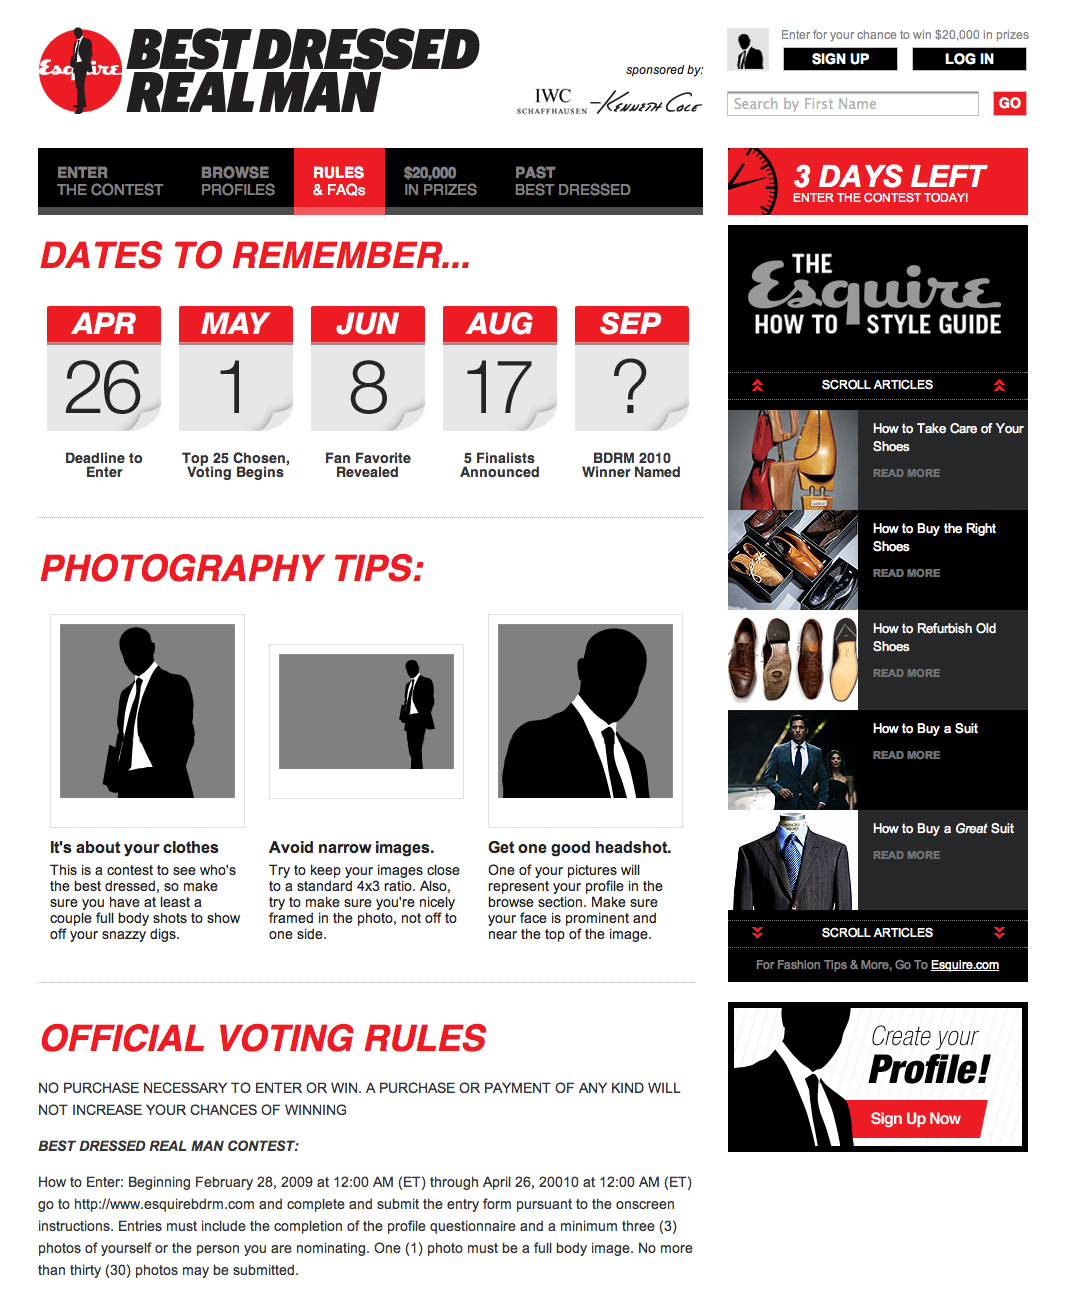 Esquire
BEST DRESSED
REAL MAN
sponsored by:
IWC
SCHAFFHAUSEN
KENNETH COLE
Enter for your chance to win $20,000 in prizes
SIGN UP
LOG IN
Search by First Name
GO
ENTER
THE CONTEST
BROWSE
PROFILES
RULES
& FAQs
$20,000
IN PRIZES
PAST
BEST DRESSED
3 DAYS LEFT
ENTER THE CONTEST TODAY!
DATES TO REMEMBER...
APR
26
Deadline to
Enter
MAY
1
Top 25 Chosen,
Voting Begins
JUN
8
Fan Favorite
Revealed
AUG
17
5 Finalists
Announced
SEP
?
BDRM 2010
Winner Named
PHOTOGRAPHY TIPS:
It's about your clothes
This is a contest to see who's
the best dressed, so make
sure you have at least a
couple full body shots to show
off your snazzy digs.
Avoid narrow images.
Try to keep your images close
to a standard 4x3 ratio. Also,
try to make sure you're nicely
framed in the photo, not off to
one side.
Get one good headshot.
One of your pictures will
represent your profile in the
browse section. Make sure
your face is prominent and
near the top of the image.
OFFICIAL VOTING RULES
NO PURCHASE NECESSARY TO ENTER OR WIN. A PURCHASE OR PAYMENT OF ANY KIND WILL
NOT INCREASE YOUR CHANCES OF WINNING
BEST DRESSED REAL MAN CONTEST:
How to Enter: Beginning February 28, 2009 at 12:00 AM (ET) through April 26, 20010 at 12:00 AM (ET)
go to http://www.esquirebdrm.com and complete and submit the entry form pursuant to the onscreen
instructions. Entries must include the completion of the profile questionnaire and a minimum three (3)
photos of yourself or the person you are nominating. One (1) photo must be a full body image. No more
than thirty (30) photos may be submitted.
THE
Esquire
HOW TO STYLE GUIDE
SCROLL ARTICLES
How to Take Care of Your
Shoes
READ MORE
How to Buy the Right
Shoes
READ MORE
How to Refurbish Old
Shoes
READ MORE
How to Buy a Suit
READ MORE
How to Buy a Great Suit
READ MORE
SCROLL ARTICLES
For Fashion Tips & More, Go To Esquire.com
Create your
Profile!
Sign Up Now